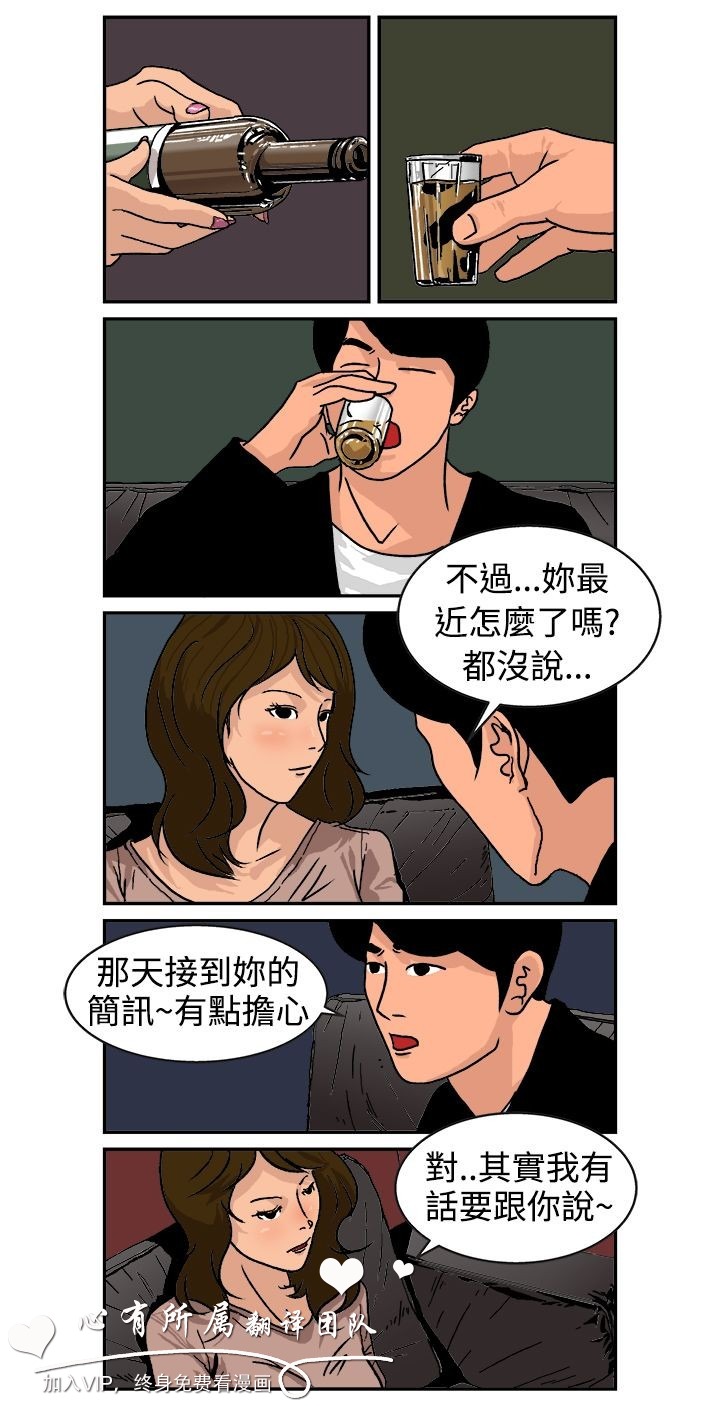 不過...妳最
近怎麼了嗎?
都沒說...
那天接到妳的
簡訊~有點擔心
對..其實我有
話要跟你說~
心有所属翻译团队
加入VIP，终身免费看漫画